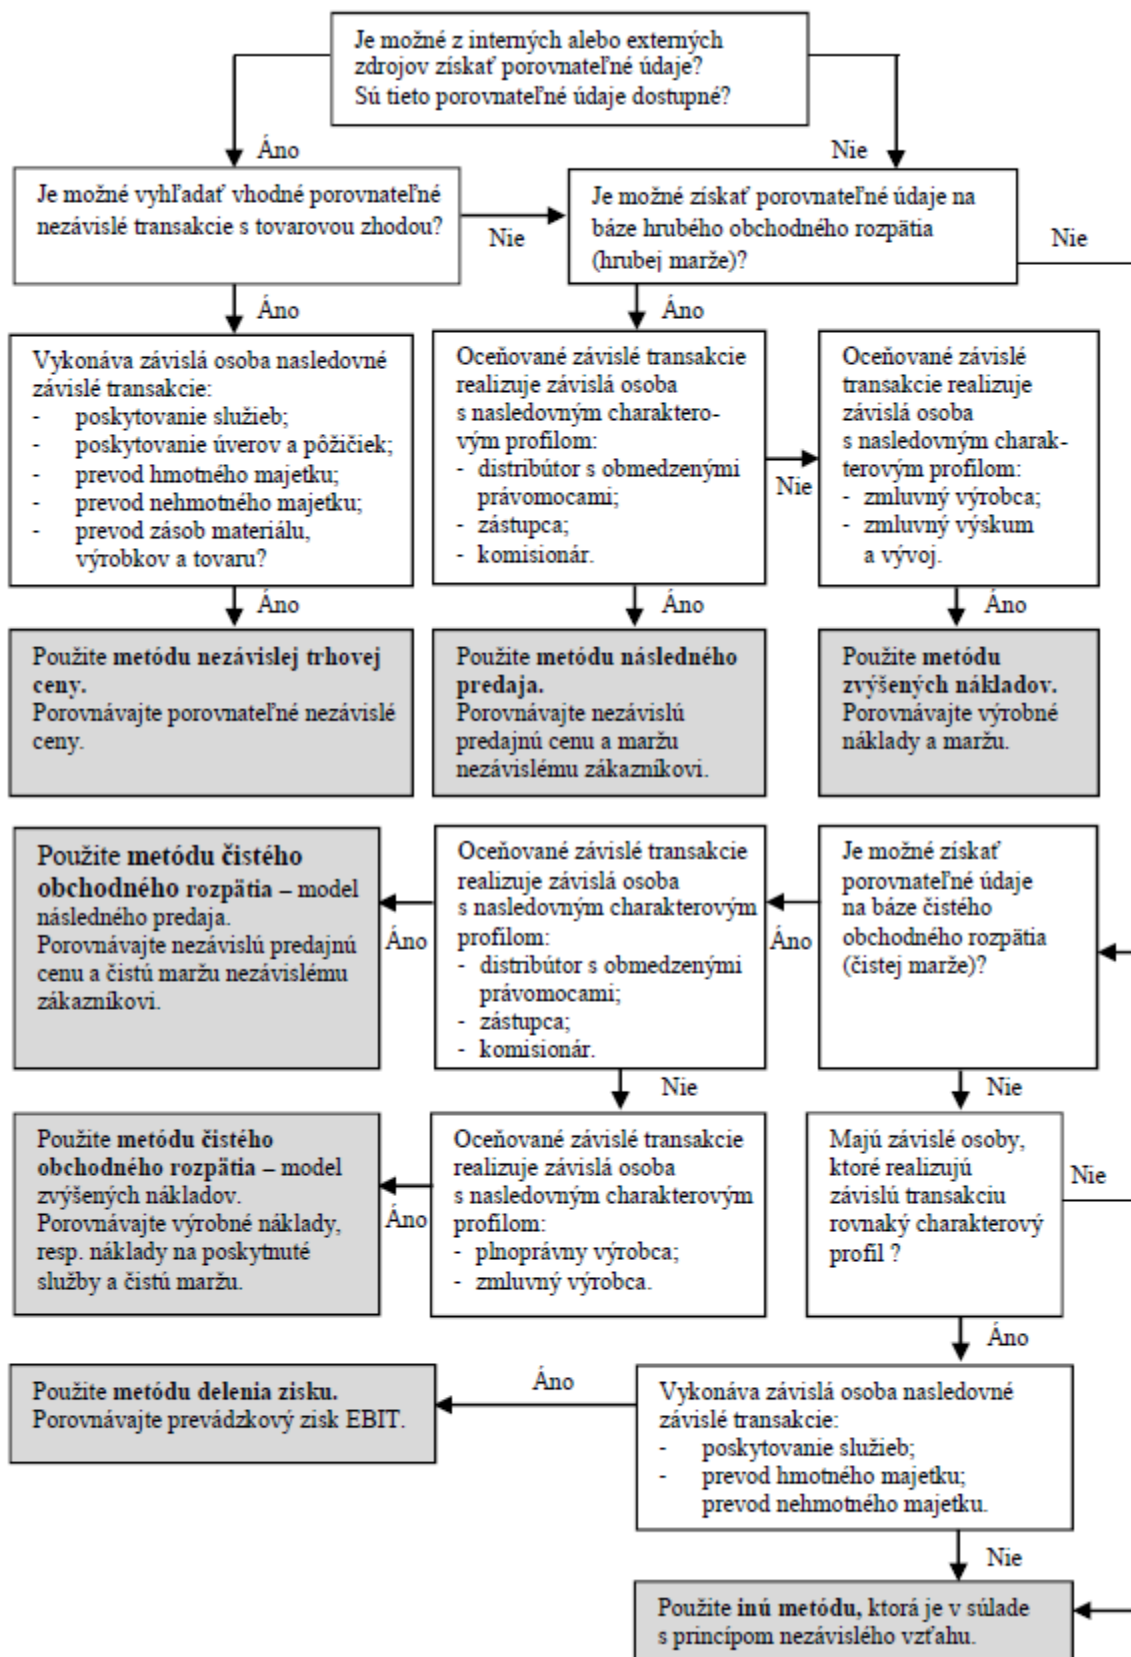 Je možné z interných alebo externých
zdrojov získať porovnateľné údaje?
Sú tieto porovnateľné údaje dostupné?
Áno
Nie
Je možné vyhľadať vhodné porovnateľné
nezávislé transakcie s tovarovou zhodou?
Nie
Je možné získať porovnateľné údaje na
báze hrubého obchodného rozpätia
(hrubej marže)?
Nie
Áno
Áno
Vykonáva závislá osoba nasledovné
závislé transakcie:
- poskytovanie služieb;
- poskytovanie úverov a pôžičiek;
- prevod hmotného majetku;
- prevod nehmotného majetku;
- prevod zásob materiálu,
výrobkov a tovaru?
Oceňované závislé transakcie
realizuje závislá osoba
s nasledovným charaktero-
vým profilom:
- distribútor s obmedzenými
právomocami;
- zástupca;
- komisionár.
Nie
Oceňované závislé
transakcie realizuje
závislá osoba
s nasledovným charak-
terovým profilom:
- zmluvný výrobca;
- zmluvný výskum
a vývoj.
Áno
Áno
Áno
Použite metódu nezávislej trhovej
ceny.
Porovnávajte porovnateľné nezávislé
ceny.
Použite metódu následného
predaja.
Porovnávajte nezávislú
predajnú cenu a maržu
nezávislému zákazníkovi.
Použite metódu
zvýšených nákladov.
Porovnávajte výrobné
náklady a maržu.
Použite metódu čistého
obchodného rozpätia – model
následného predaja.
Porovnávajte nezávislú predajnú
cenu a čistú maržu nezávislému
zákazníkovi.
Áno
Oceňované závislé transakcie
realizuje závislá osoba
s nasledovným charakterovým
profilom:
- distribútor s obmedzenými
právomocami;
- zástupca;
- komisionár.
Áno
Je možné získať
porovnateľné údaje
na báze čistého
obchodného rozpätia
(čistej marže)?
Nie
Nie
Použite metódu čistého
obchodného rozpätia – model
zvýšených nákladov.
Porovnávajte výrobné náklady,
resp. náklady na poskytnuté
služby a čistú maržu.
Áno
Oceňované závislé transakcie
realizuje závislá osoba
s nasledovným charakterovým
profilom:
- plnoprávny výrobca;
- zmluvný výrobca.
Majú závislé osoby,
ktoré realizujú
závislú transakciu
rovnaký charakterový
profil ?
Nie
Áno
Použite metódu delenia zisku.
Porovnávajte prevádzkový zisk EBIT.
Áno
Vykonáva závislá osoba nasledovné
závislé transakcie:
- poskytovanie služieb;
- prevod hmotného majetku;
prevod nehmotného majetku.
Nie
Použite inú metódu, ktorá je v súlade
s princípom nezávislého vzťahu.